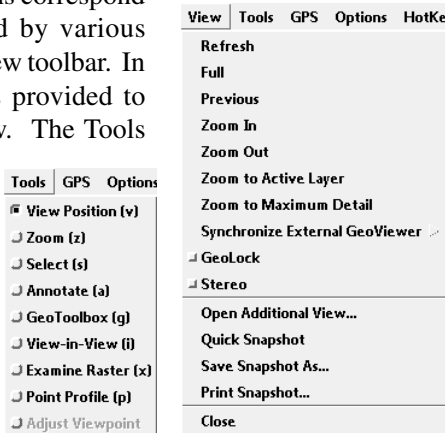 s correspond
d by various
ew toolbar. In
provided to
The Tools
Tools GPS Options
View Position (v)
Zoom (z)
Select (s)
Annotate (a)
GeoToolbox (g)
View-in-View (i)
Examine Raster (x)
Point Profile (p)
Adjust Viewpoint
View Tools GPS Options HotKe
Refresh
Full
Previous
Zoom In
Zoom Out
Zoom to Active Layer
Zoom to Maximum Detail
Synchronize External GeoViewer
GeoLock
Stereo
Open Additional View...
Quick Snapshot
Save Snapshot As...
Print Snapshot...
Close